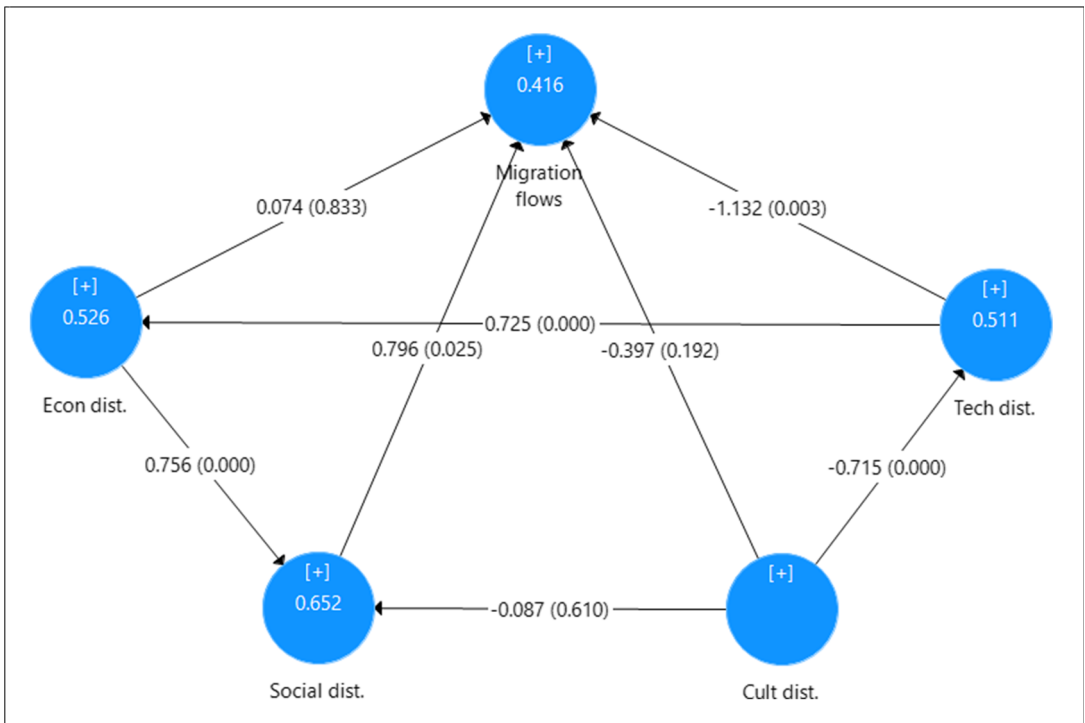 [+]
0.416
Migration
flows
0.074 (0.833)
-1.132 (0.003)
[+]
0.526
Econ dist.
[+]
0.511
Tech dist.
0.725 (0.000)
0.796 (0.025)
-0.397 (0.192)
0.756 (0.000)
-0.715 (0.000)
[+]
0.652
Social dist.
-0.087 (0.610)
[+]
Cult dist.